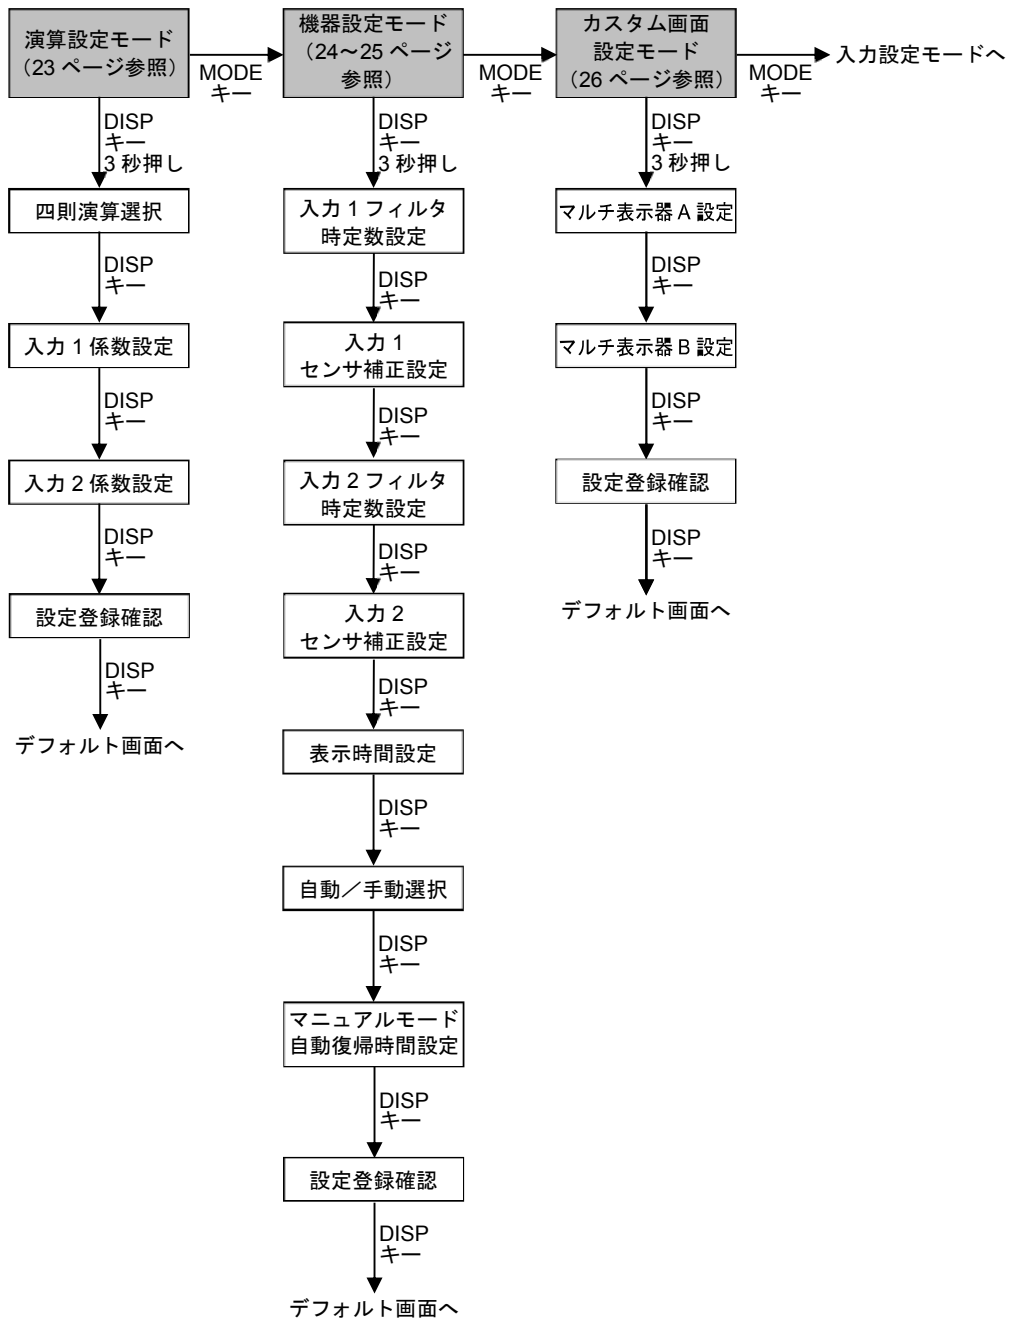 演算設定モード
（23 ページ参照）
MODE
キー
機器設定モード
（24～25 ページ
参照）
MODE
キー
カスタム画面
設定モード
（26 ページ参照）
MODE
キー
入力設定モードへ
DISP
キー
3 秒押し
四則演算選択
DISP
キー
入力 1 係数設定
DISP
キー
入力 2 係数設定
DISP
キー
設定登録確認
DISP
キー
デフォルト画面へ
DISP
キー
3 秒押し
入力 1 フィルタ
時定数設定
DISP
キー
入力 1
センサ補正設定
DISP
キー
入力 2 フィルタ
時定数設定
DISP
キー
入力 2
センサ補正設定
DISP
キー
表示時間設定
DISP
キー
自動／手動選択
DISP
キー
マニュアルモード
自動復帰時間設定
DISP
キー
設定登録確認
DISP
キー
デフォルト画面へ
DISP
キー
3 秒押し
マルチ表示器 A 設定
DISP
キー
マルチ表示器 B 設定
DISP
キー
設定登録確認
DISP
キー
デフォルト画面へ